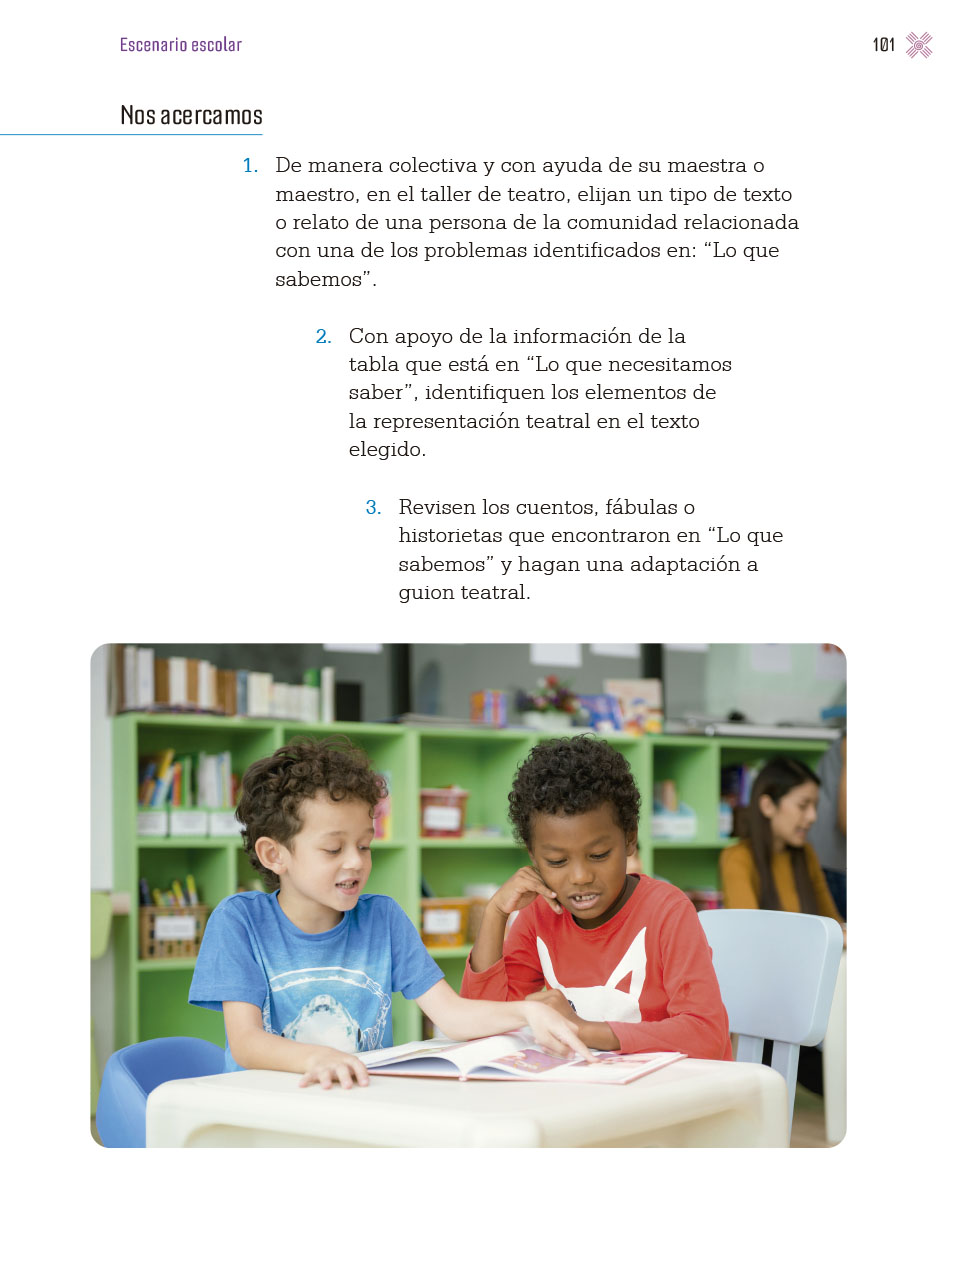 Escenario escolar
101
Nos acercamos
1. De manera colectiva y con ayuda de su maestra o
maestro, en el taller de teatro, elijan un tipo de texto
o relato de una persona de la comunidad relacionada
con una de los problemas identificados en: “Lo que
sabemos”.
2. Con apoyo de la información de la
tabla que está en “Lo que necesitamos
saber”, identifiquen los elementos de
la representación teatral en el texto
elegido.
3. Revisen los cuentos, fábulas o
historietas que encontraron en “Lo que
sabemos” y hagan una adaptación a
guion teatral.